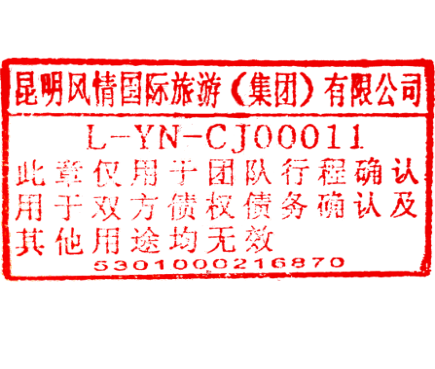 昆明风情国际旅游（集团）有限公司
L-YN-CJ00011
此章仅用于团队行程确认
用于双方债权债务确认及
其他用途均无效
5301000216870